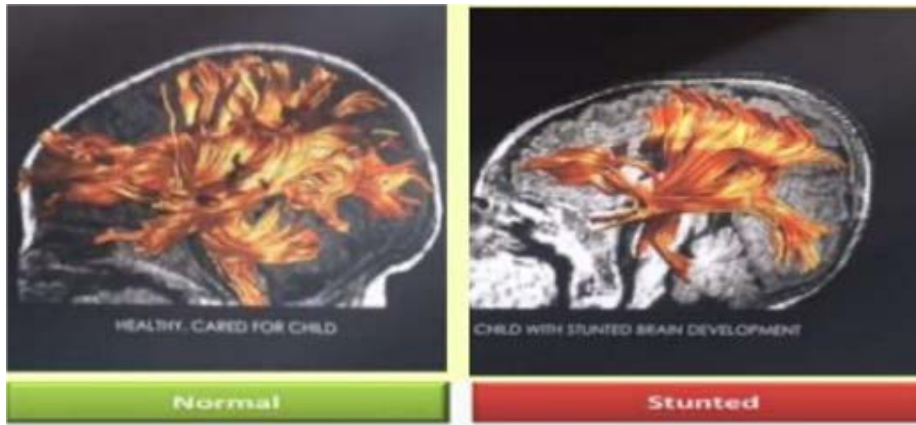 HEALTHY. CARED FOR CHILD
CHILD WITH STUNTED BRAIN DEVELOPMENT
Normal
Stunted